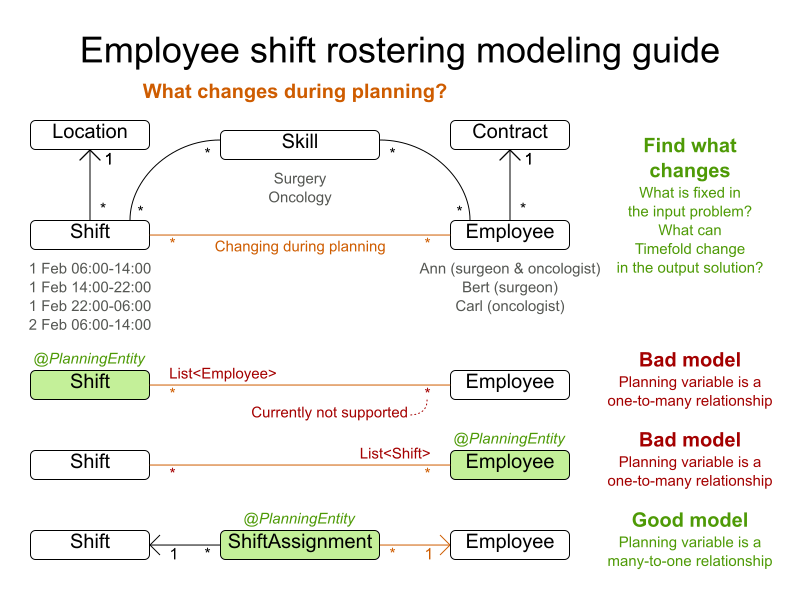 Employee shift rostering modeling guide
What changes during planning?
Location
Skill
Contract
1
*
*
1
Surgery
Oncology
*
*
*
*
Shift
Employee
*
Changing during planning
*
1 Feb 06:00-14:00
1 Feb 14:00-22:00
1 Feb 22:00-06:00
2 Feb 06:00-14:00
Ann (surgeon & oncologist)
Bert (surgeon)
Carl (oncologist)
Find what
changes
What is fixed in
the input problem?
What can
Timefold change
in the output solution?
@PlanningEntity
Shift
List<Employee>
*
*
Currently not supported
Employee
Bad model
Planning variable is a
one-to-many relationship
Shift
*
List<Shift>
*
@PlanningEntity
Employee
Bad model
Planning variable is a
one-to-many relationship
Shift
1
*
@PlanningEntity
ShiftAssignment
*
1
Employee
Good model
Planning variable is a
many-to-one relationship